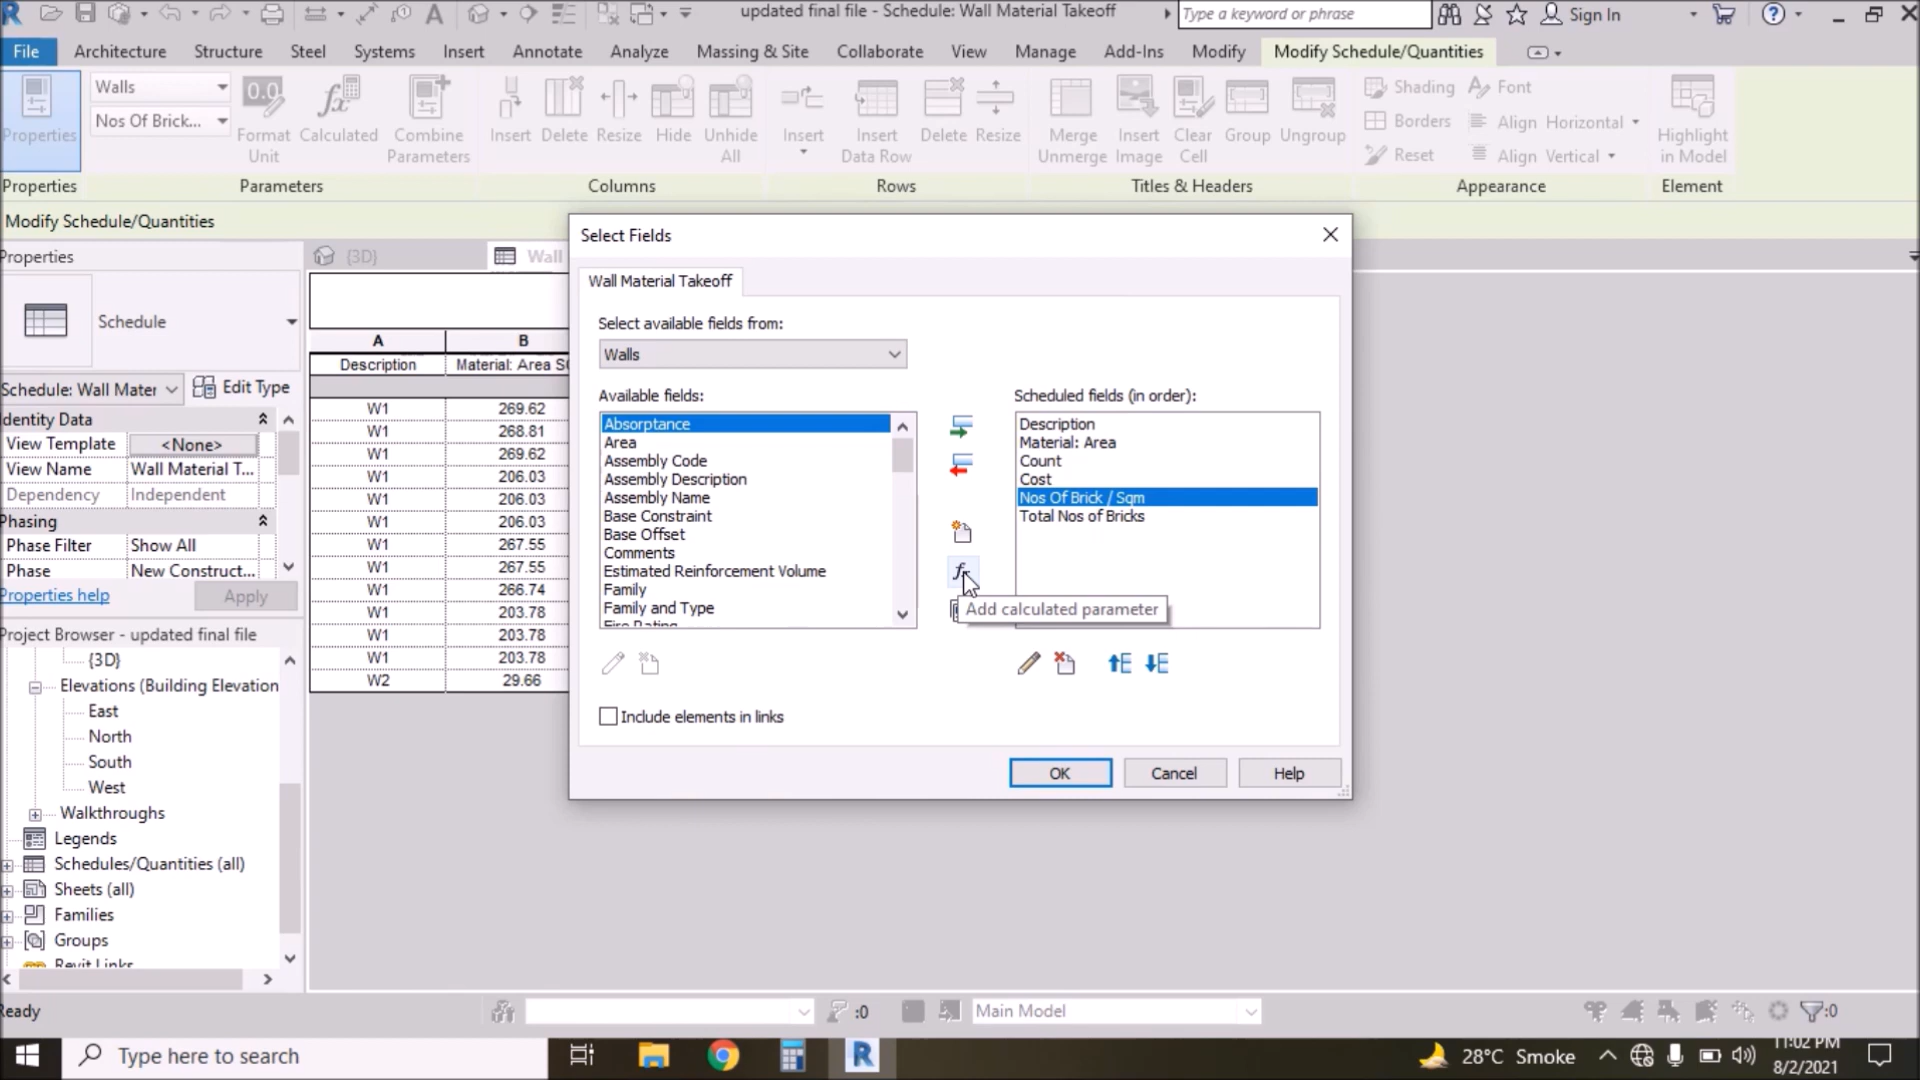 updated final file - Schedule: Wall Material Takeoff
Type a keyword or phrase
Sign In
File Architecture Structure Steel Systems Insert Annotate Analyze Massing & Site Collaborate View Manage Add-Ins Modify Modify Schedule/Quantities
Properties
Walls
Nos Of Brick...
Format Unit
Calculated
Combine Parameters
Insert
Delete
Resize
Hide
Unhide All
Insert
Insert Data Row
Delete
Resize
Merge Unmerge
Insert Image
Clear Cell
Group
Ungroup
Shading
Borders
Reset
Font
Align Horizontal
Align Vertical
Highlight in Model
Properties
Parameters
Columns
Rows
Titles & Headers
Appearance
Element
Modify Schedule/Quantities
Properties
Schedule
Schedule: Wall Mater
Edit Type
Identity Data
View Template <None>
View Name Wall Material T...
Dependency Independent
Phasing
Phase Filter Show All
Phase New Construct...
Properties help
Apply
Project Browser - updated final file
{3D}
Elevations (Building Elevation
East
North
South
West
Walkthroughs
Legends
Schedules/Quantities (all)
Sheets (all)
Families
Groups
Revit Links
{3D}
Wall
A B
Description Material: Area S
W1 269.62
W1 268.81
W1 269.62
W1 206.03
W1 206.03
W1 206.03
W1 267.55
W1 267.55
W1 266.74
W1 203.78
W1 203.78
W1 203.78
W2 29.66
Select Fields
Wall Material Takeoff
Select available fields from:
Walls
Available fields:
Absorptance
Area
Assembly Code
Assembly Description
Assembly Name
Base Constraint
Base Offset
Comments
Estimated Reinforcement Volume
Family
Family and Type
Fire Rating
Add calculated parameter
Scheduled fields (in order):
Description
Material: Area
Count
Cost
Nos Of Brick / Sqm
Total Nos of Bricks
Include elements in links
OK
Cancel
Help
Ready
:0
Main Model
:0
Type here to search
28°C Smoke
11:02 PM
8/2/2021